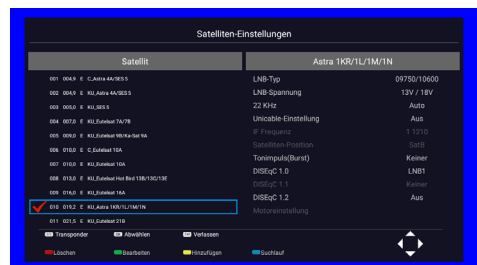 Satelliten-Einstellungen
Satellit
Astra 1KR/1L/1M/1N
001 004,9 E C_Astra 4A/SES 5
002 004,9 E KU_Astra 4A/SES 5
003 005,0 E KU_SES 5
004 007,0 E KU_Eutelsat 7A/7B
005 009,0 E KU_Eutelsat 9B/Ka-Sat 9A
006 010,0 E C_Eutelsat 10A
007 010,0 E KU_Eutelsat 10A
008 013,0 E KU_Eutelsat Hot Bird 13B/13C/13E
009 016,0 E KU_Eutelsat 16A
010 019,2 E KU_Astra 1KR/1L/1M/1N
011 021,5 E KU_Eutelsat 21B
LNB-Typ 09750/10600
LNB-Spannung 13V / 18V
22 KHz Auto
Unicable-Einstellung Aus
IF Frequenz 1 1210
Satelliten-Position SatB
Tonimpuls(Burst) Keiner
DISEqC 1.0 LNB1
DISEqC 1.1 Keiner
DISEqC 1.2 Aus
Motoreinstellung
Transponder Abwählen Verlassen
Löschen Bearbeiten Hinzufügen Suchlauf